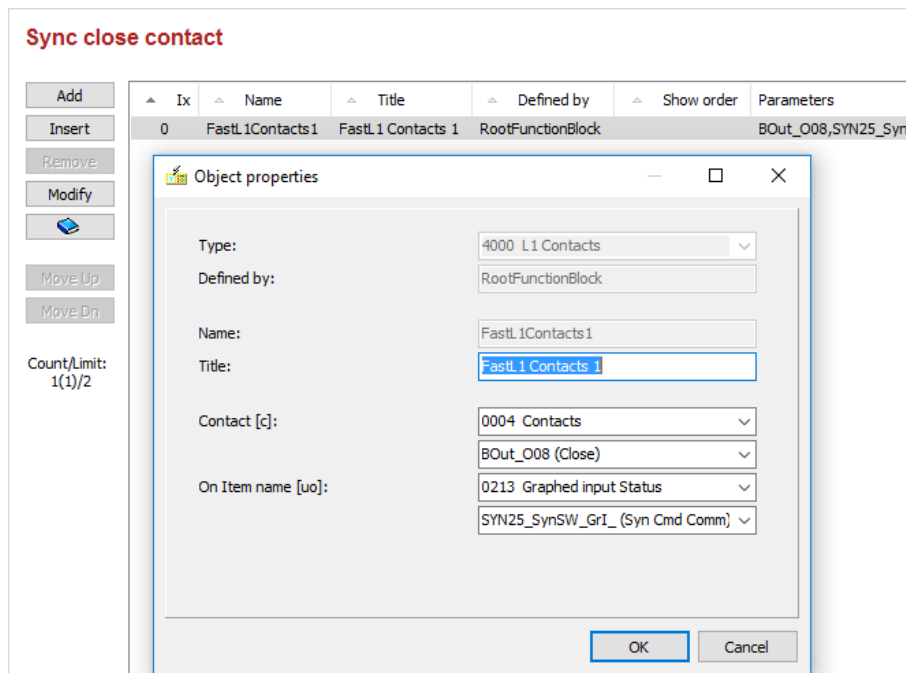 Sync close contact
Add
Insert
Remove
Modify
Move Up
Move Dn
Count/Limit:
1(1)/2
Ix Name Title Defined by Show order Parameters
0 FastL1Contacts1 FastL1 Contacts 1 RootFunctionBlock BOut_O08,SYN25_Syn
Object properties
Type: 4000 L1 Contacts
Defined by: RootFunctionBlock
Name: FastL1Contacts1
Title: FastL1 Contacts 1
Contact [c]: 0004 Contacts
BOut_O08 (Close)
On Item name [uo]: 0213 Graphed input Status
SYN25_SynSW_GrI_ (Syn Cmd Comm)
OK Cancel